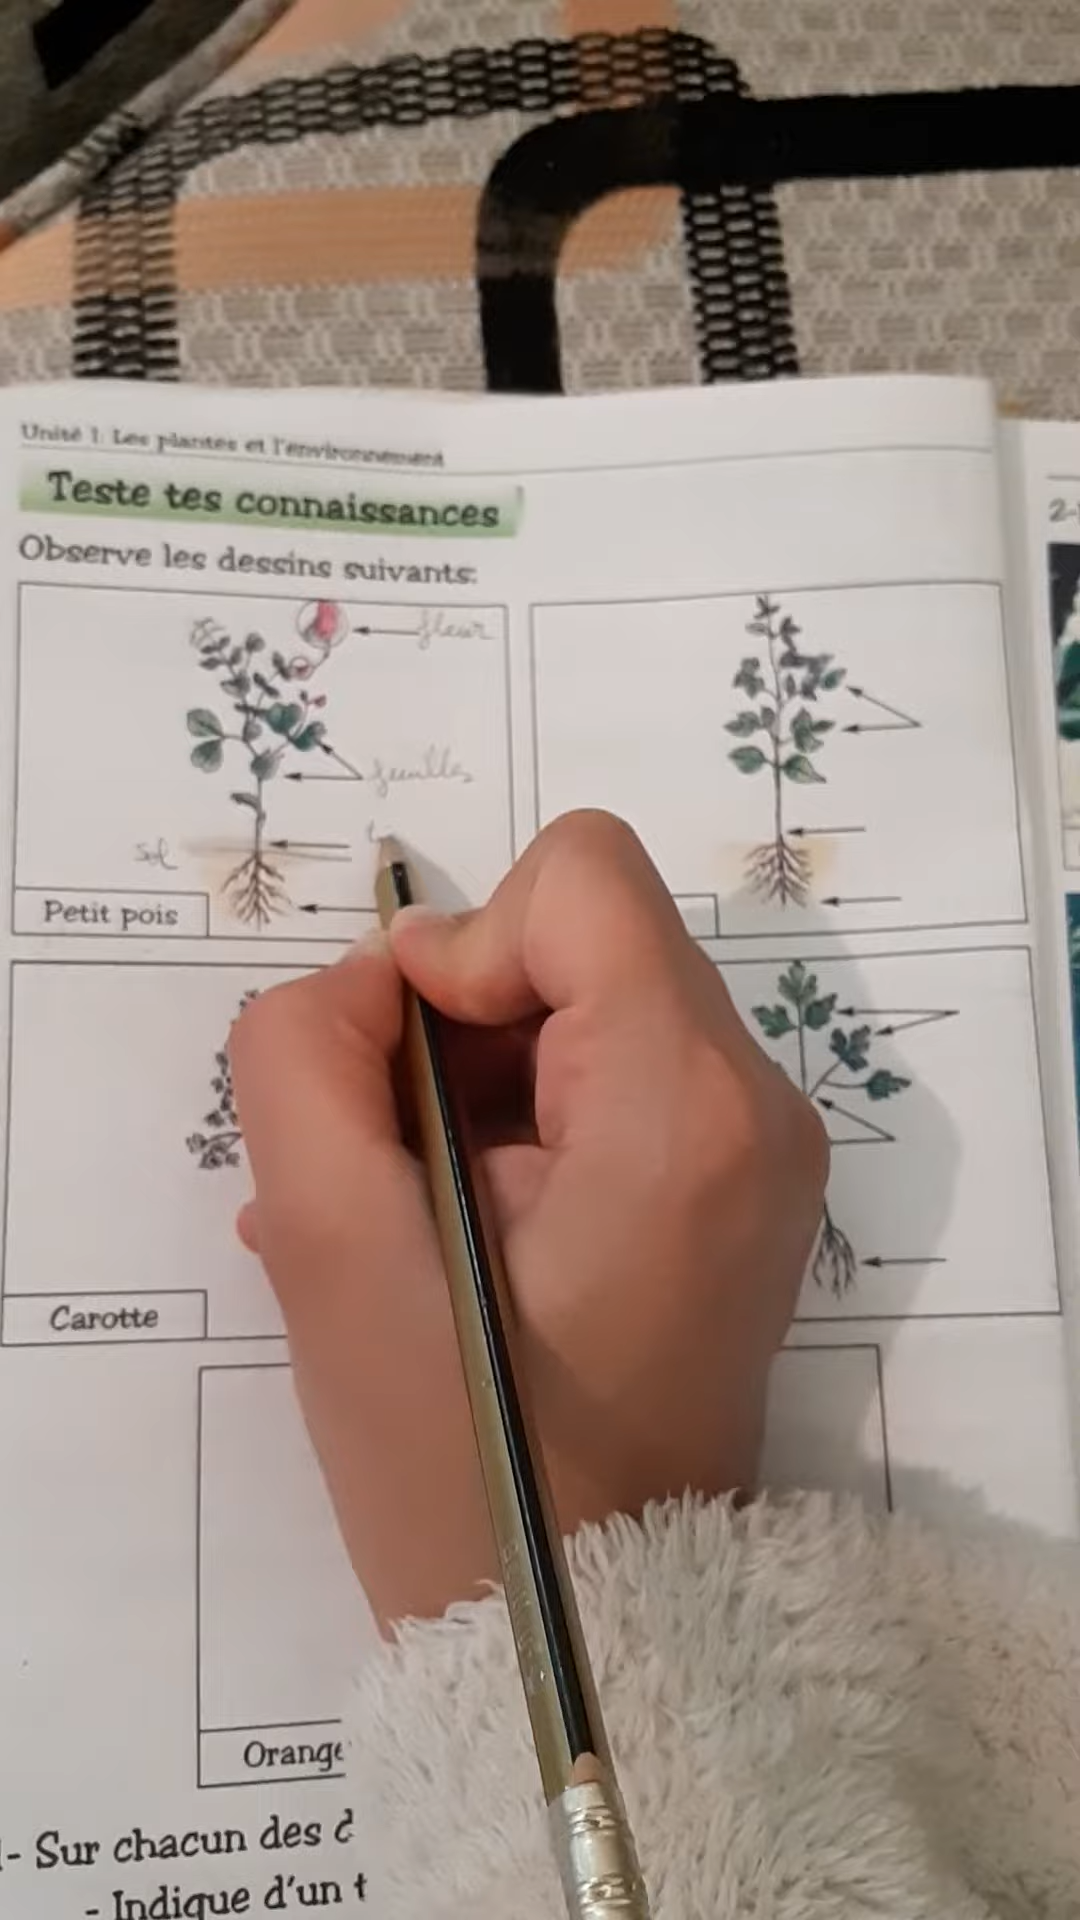 Unité 1: Les plantes et l'environnement
Teste tes connaissances
2-
Observe les dessins suivants:
fleur
feuilles
sol
Petit pois
Carotte
Orange
- Sur chacun des d
- Indique d'un t